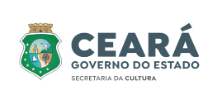 CEARÁ
GOVERNO DO ESTADO
SECRETARIA DA CULTURA